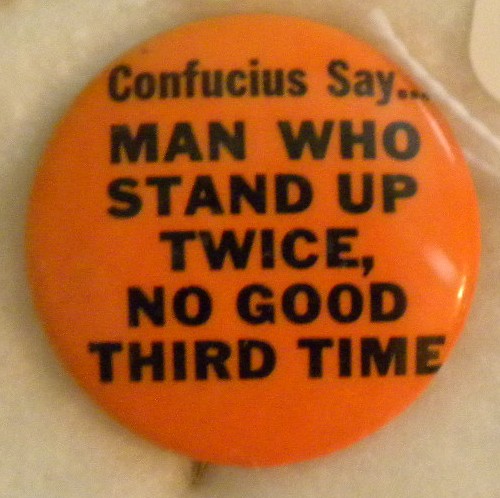 Confucius Say...
MAN WHO
STAND UP
TWICE,
NO GOOD
THIRD TIME